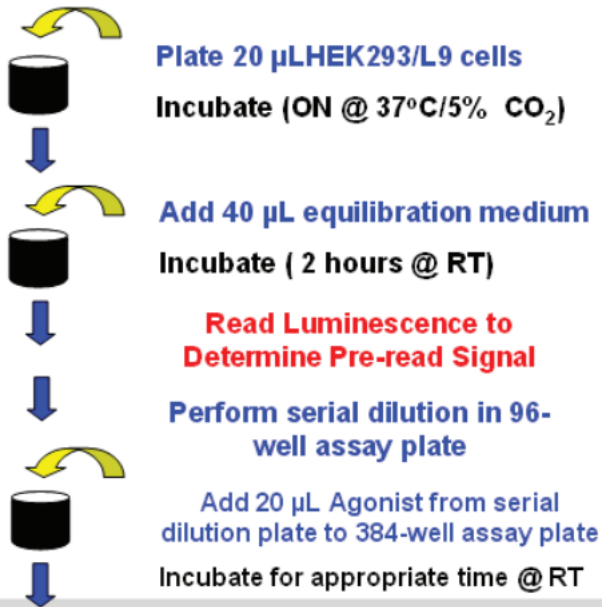 Plate 20 µLHEK293/L9 cells
Incubate (ON @ 37ºC/5% CO₂)
Add 40 µL equilibration medium
Incubate ( 2 hours @ RT)
Read Luminescence to
Determine Pre-read Signal
Perform serial dilution in 96-
well assay plate
Add 20 µL Agonist from serial
dilution plate to 384-well assay plate
Incubate for appropriate time @ RT